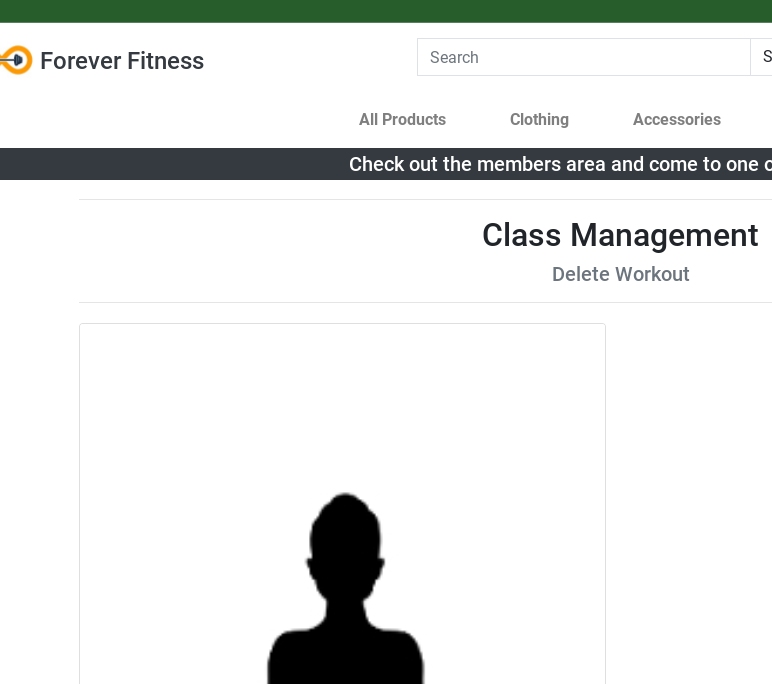 Forever Fitness
Search
S
All Products Clothing Accessories
Check out the members area and come to one
Class Management
Delete Workout